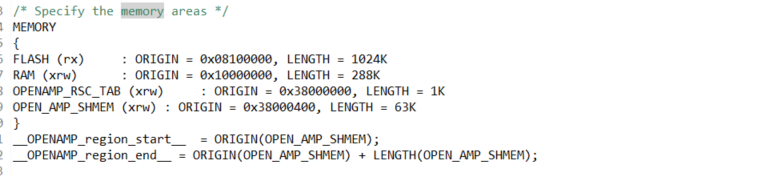 /* Specify the memory areas */
MEMORY
{
FLASH (rx)     : ORIGIN = 0x08100000, LENGTH = 1024K
RAM (xrw)      : ORIGIN = 0x10000000, LENGTH = 288K
OPENAMP_RSC_TAB (xrw)     : ORIGIN = 0x38000000, LENGTH = 1K
OPEN_AMP_SHMEM (xrw) : ORIGIN = 0x38000400, LENGTH = 63K
}
__OPENAMP_region_start__  = ORIGIN(OPEN_AMP_SHMEM);
__OPENAMP_region_end__ = ORIGIN(OPEN_AMP_SHMEM) + LENGTH(OPEN_AMP_SHMEM);